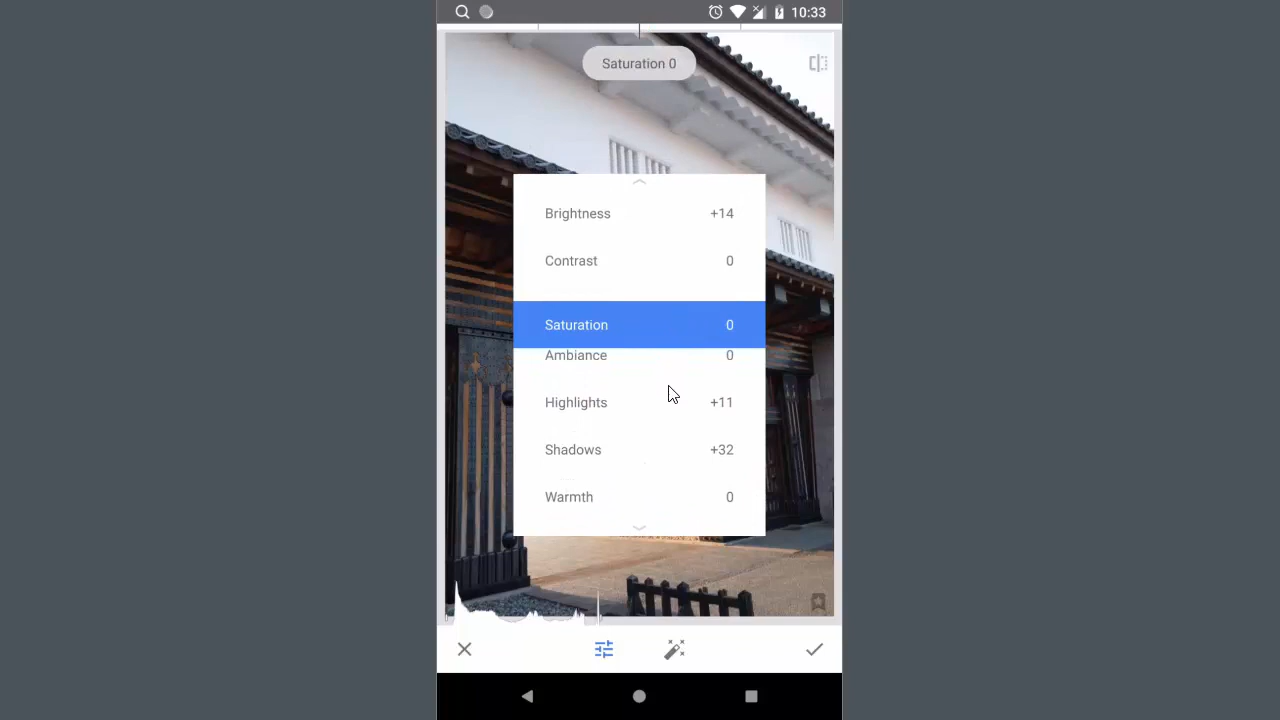 10:33
Saturation 0
Brightness +14
Contrast 0
Saturation 0
Ambiance 0
Highlights +11
Shadows +32
Warmth 0